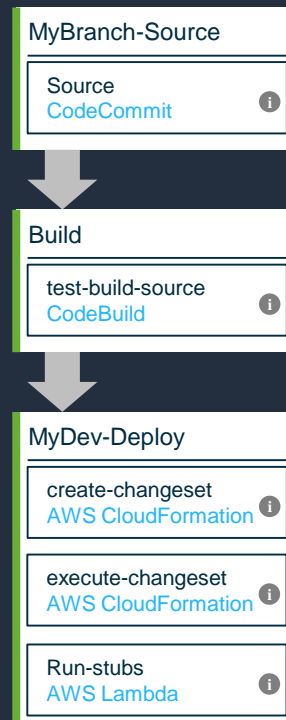 MyBranch-Source
Source
CodeCommit
i
Build
test-build-source
CodeBuild
i
MyDev-Deploy
create-changeset
AWS CloudFormation
i
execute-changeset
AWS CloudFormation
i
Run-stubs
AWS Lambda
i